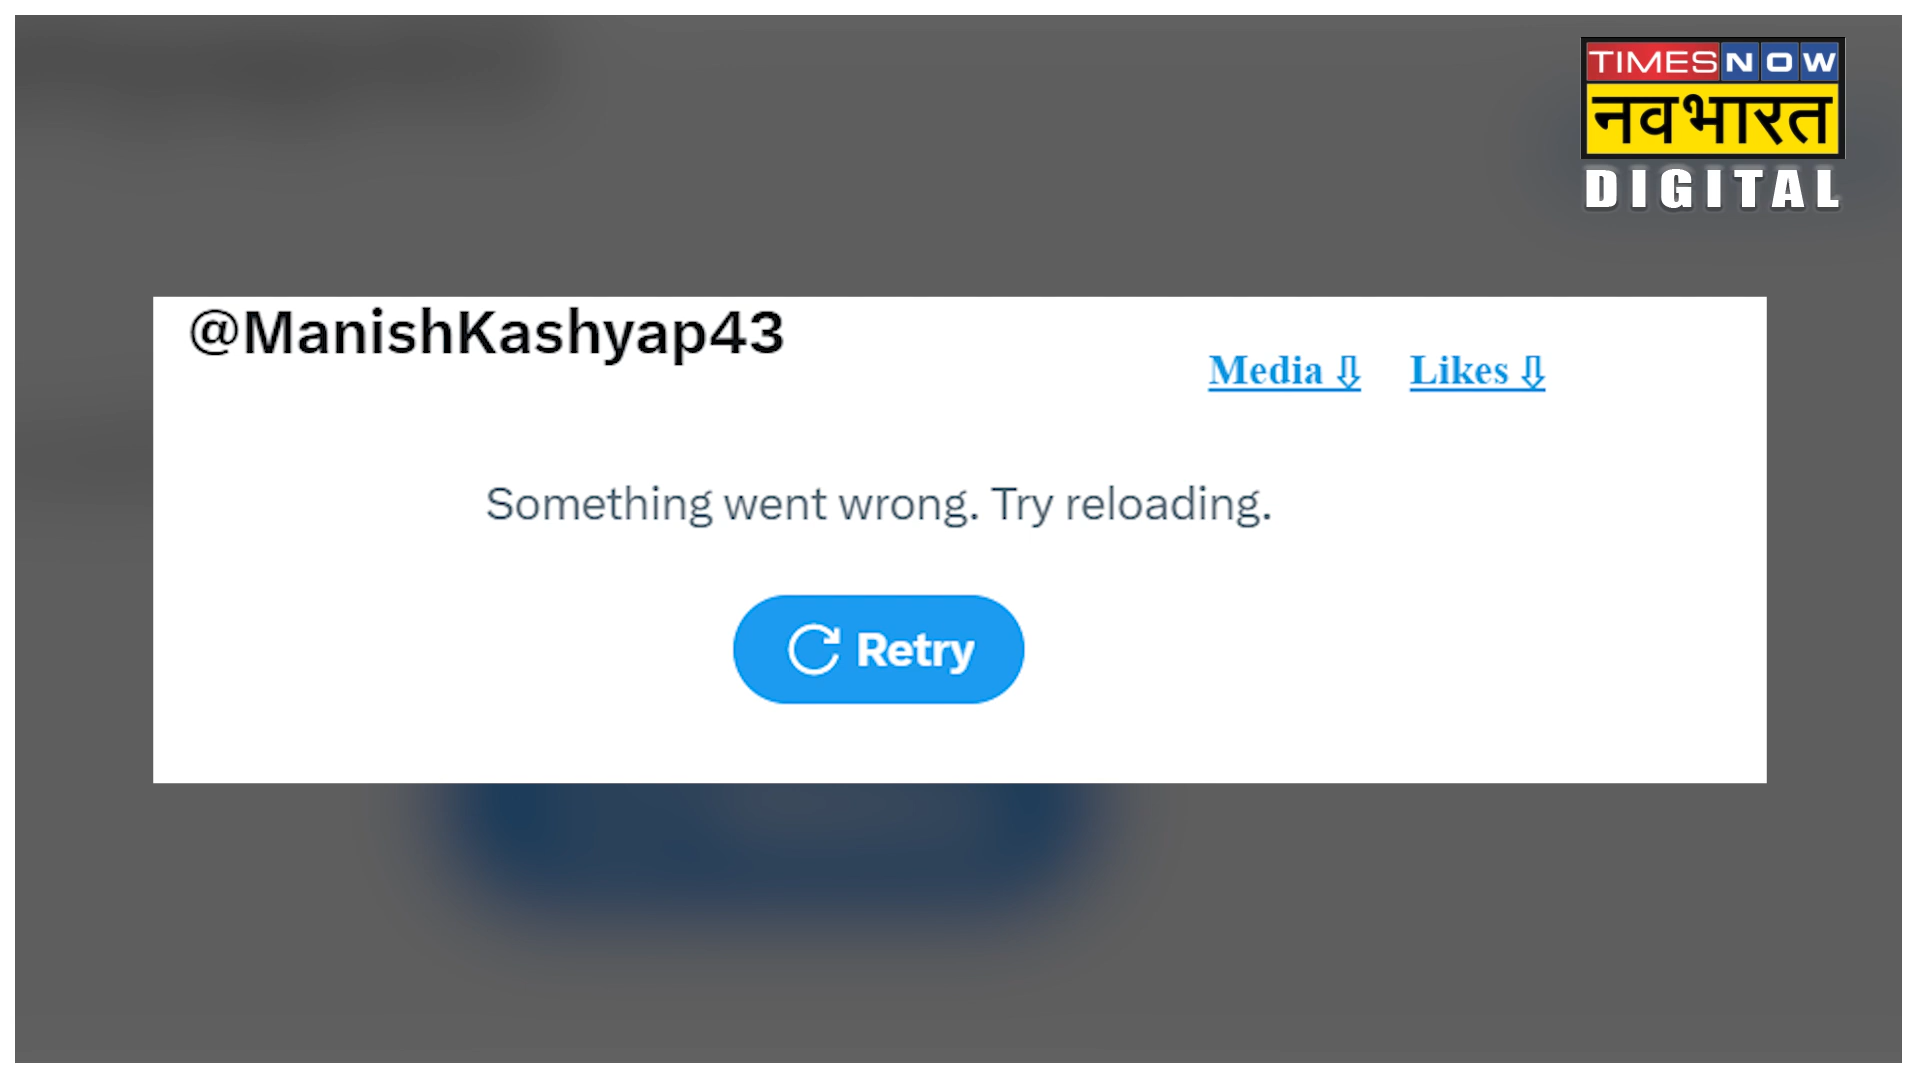 TIMES NOW
नवभारत
DIGITAL
@ManishKashyap43
Media ⇩ Likes ⇩
Something went wrong. Try reloading.
Retry